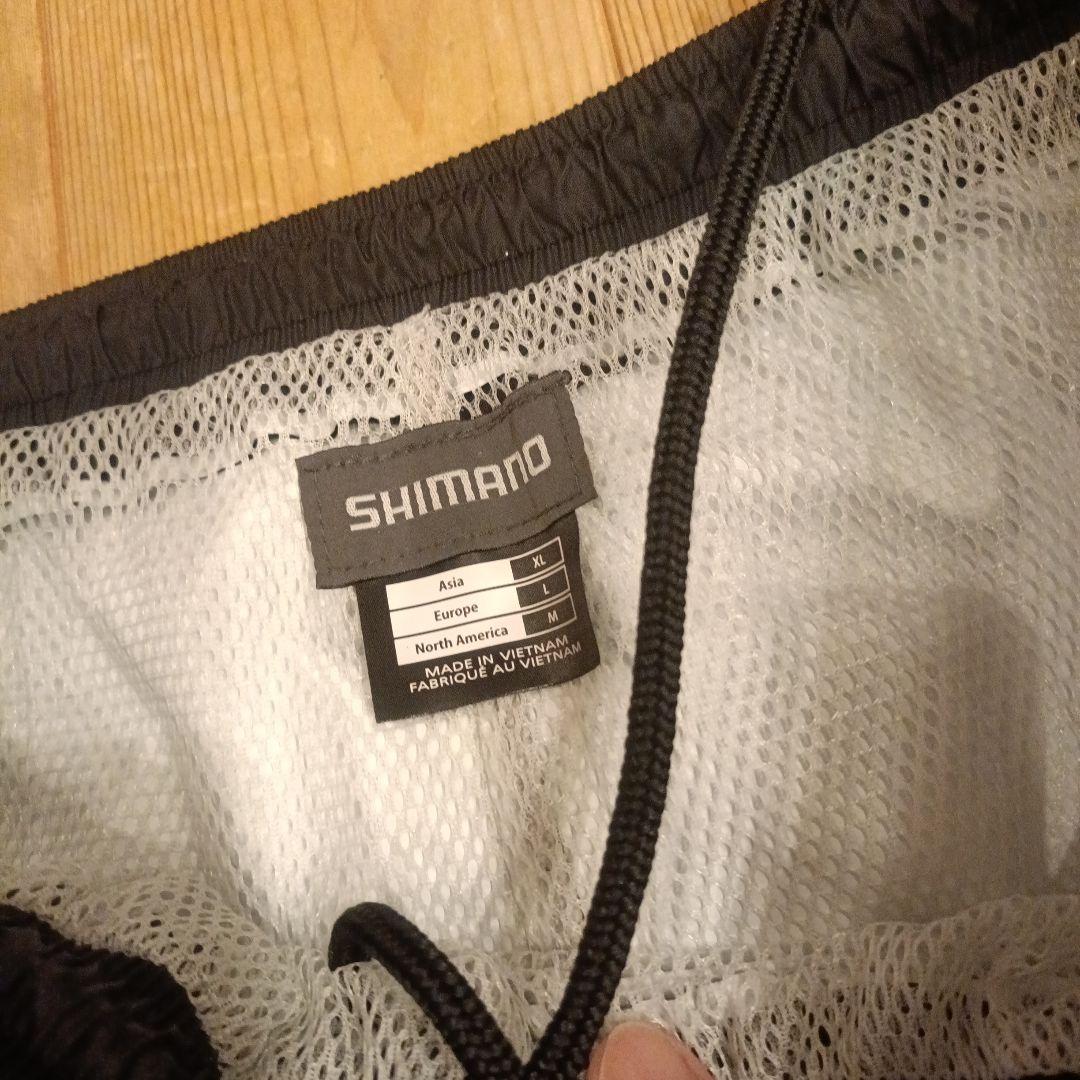 SHIMANO
Asia XL
Europe L
North America M
MADE IN VIETNAM
FABRIQUÉ AU VIETNAM